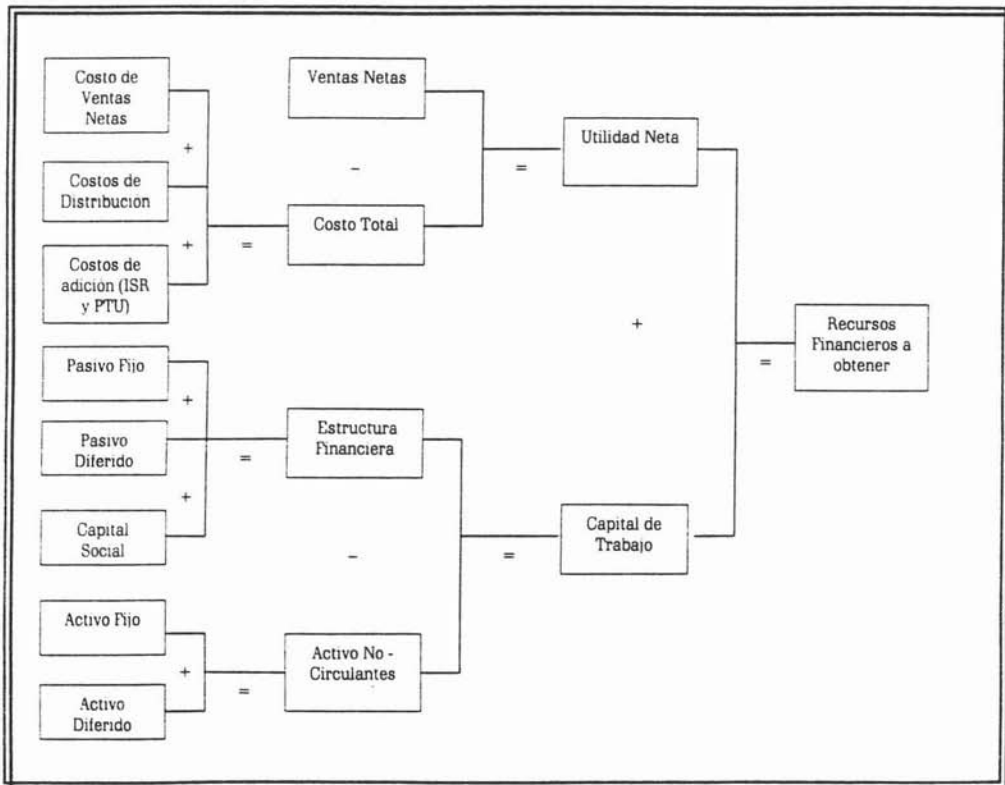 Costo de
Ventas
Netas
+
Costos de
Distribución
+
Costos de
adición (ISR
y PTU)
=
Ventas Netas
-
Costo Total
=
Utilidad Neta
Pasivo Fijo
+
Pasivo
Diferido
+
Capital
Social
=
Estructura
Financiera
-
Activo Fijo
+
Activo
Diferido
=
Activo No -
Circulantes
=
Capital de
Trabajo
+
=
Recursos
Financieros a
obtener